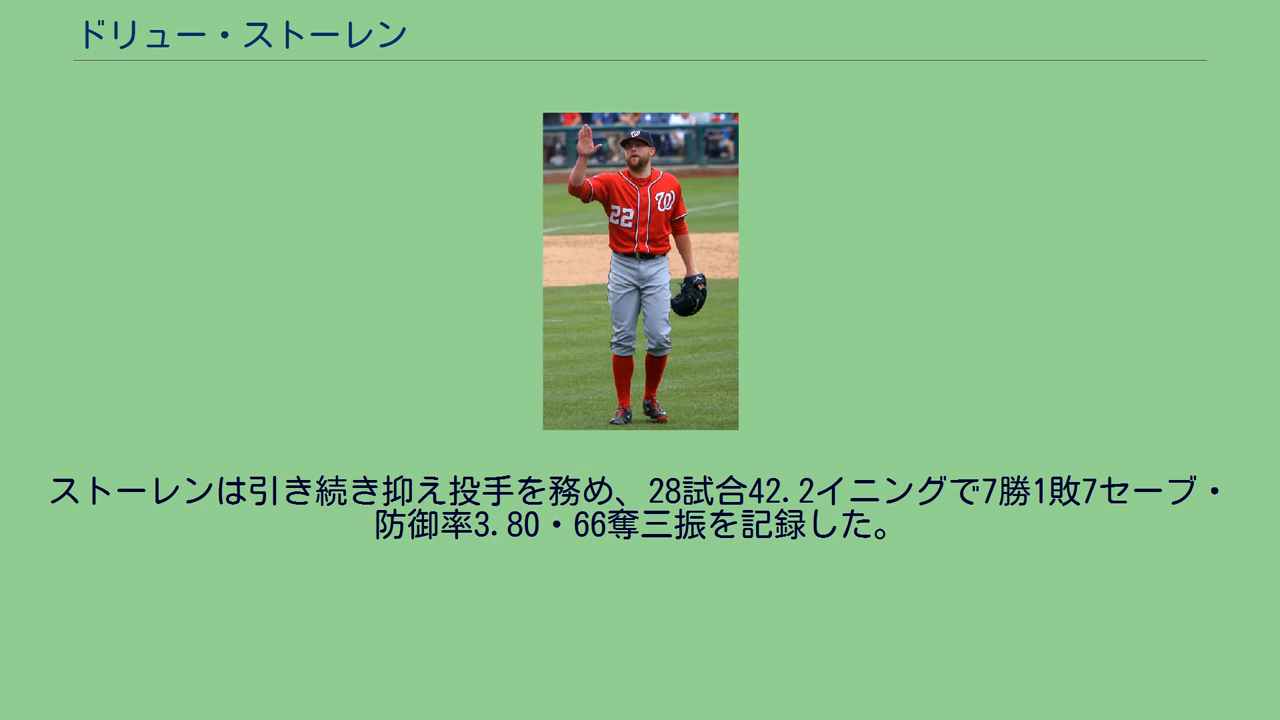 ドリュー・ストーレン
W
22
W
ストーレンは引き続き抑え投手を務め、28試合42.2イニングで7勝1敗7セーブ・
防御率3.80・66奪三振を記録した。